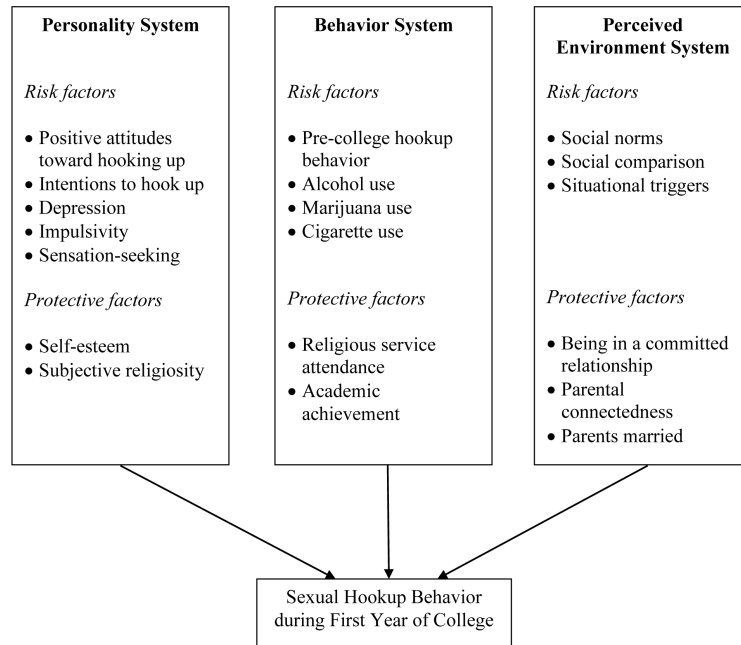 Personality System
Risk factors
● Positive attitudes
toward hooking up
● Intentions to hook up
● Depression
● Impulsivity
● Sensation-seeking
Protective factors
● Self-esteem
● Subjective religiosity
Behavior System
Risk factors
● Pre-college hookup
behavior
● Alcohol use
● Marijuana use
● Cigarette use
Protective factors
● Religious service
attendance
● Academic
achievement
Perceived
Environment System
Risk factors
● Social norms
● Social comparison
● Situational triggers
Protective factors
● Being in a committed
relationship
● Parental
connectedness
● Parents married
Sexual Hookup Behavior
during First Year of College